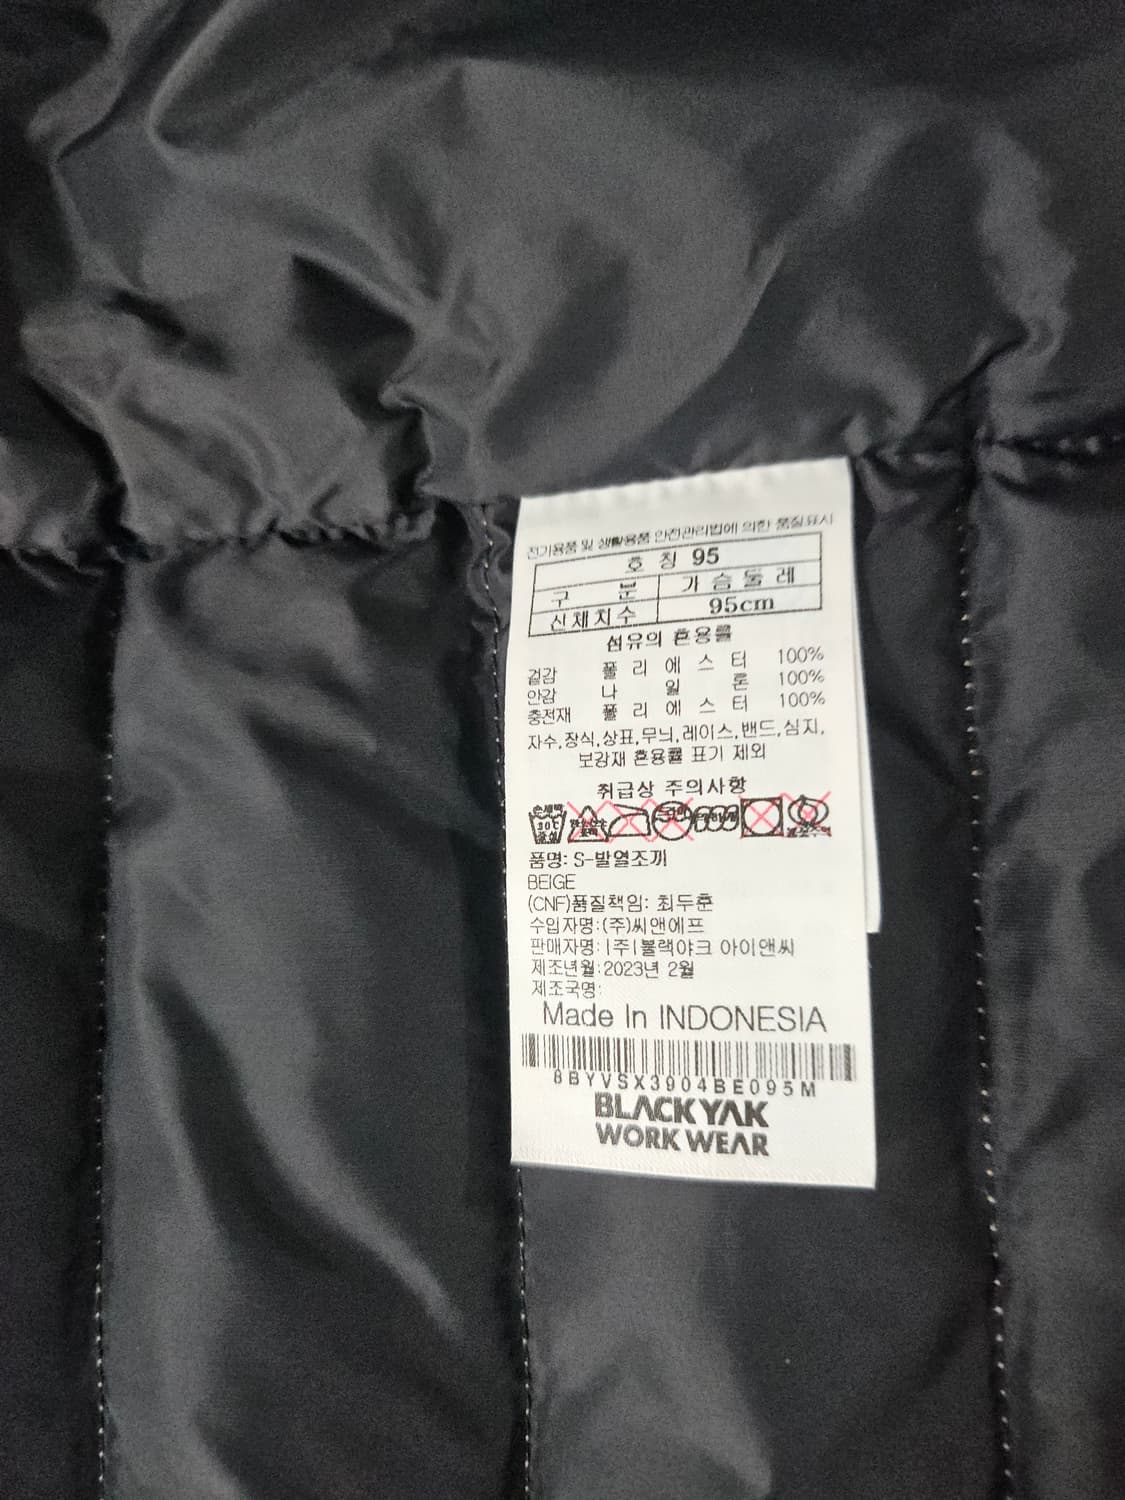 전기용품 및 생활용품 안전관리법에 의한 품질표시
호 칭 95
구 분 가 슴 둘 레
신체치수 95cm
섬유의 혼용률
겉감 폴 리 에 스 터 100%
안감 나 일 론 100%
충전재 폴 리 에 스 터 100%
자수,장식,상표,무늬,레이스,밴드,심지,
보강재 혼용률 표기 제외
취급상 주의사항
손세탁
30℃
중성
품명: S-발열조끼
BEIGE
(CNF)품질책임: 최두훈
수입자명:(주)씨앤에프
판매자명:(주)블랙야크 아이앤씨
제조년월:2023년 2월
제조국명:
Made In INDONESIA
8BYVSX3904BE095M
BLACKYAK
WORK WEAR